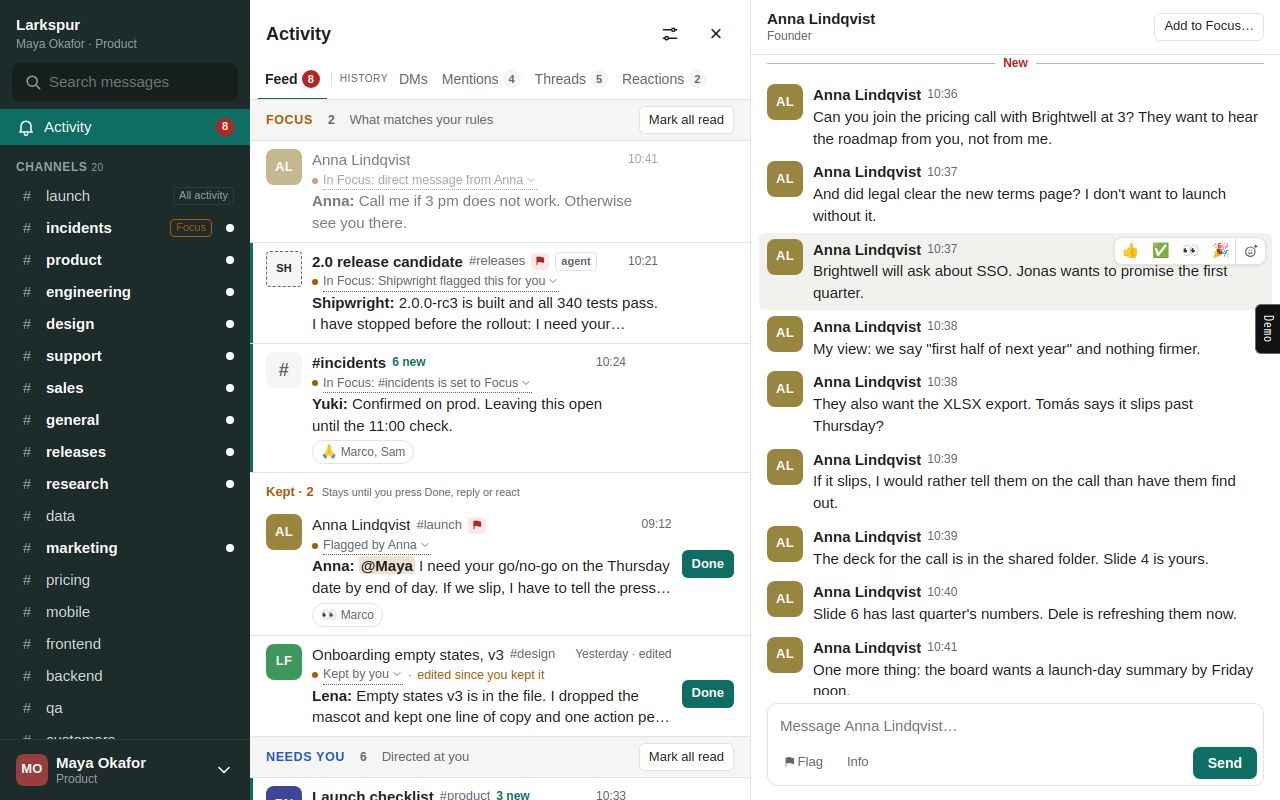 Larkspur
Maya Okafor · Product
Search messages
Activity 8
CHANNELS 20
# launch All activity
# incidents Focus
# product
# engineering
# design
# support
# sales
# general
# releases
# research
# data
# marketing
# pricing
# mobile
# frontend
# backend
# qa
# customers
MO Maya Okafor
Product
Activity
Feed 8 HISTORY DMs Mentions 4 Threads 5 Reactions 2
FOCUS 2 What matches your rules Mark all read
AL Anna Lindqvist 10:41
In Focus: direct message from Anna
Anna: Call me if 3 pm does not work. Otherwise
see you there.
SH 2.0 release candidate #releases agent 10:21
In Focus: Shipwright flagged this for you
Shipwright: 2.0.0-rc3 is built and all 340 tests pass.
I have stopped before the rollout: I need your…
# #incidents 6 new 10:24
In Focus: #incidents is set to Focus
Yuki: Confirmed on prod. Leaving this open
until the 11:00 check.
🙏 Marco, Sam
Kept · 2 Stays until you press Done, reply or react
AL Anna Lindqvist #launch 09:12
Flagged by Anna
Anna: @Maya I need your go/no-go on the Thursday
date by end of day. If we slip, I have to tell the press…
Done
👀 Marco
LF Onboarding empty states, v3 #design Yesterday · edited
Kept by you · edited since you kept it
Lena: Empty states v3 is in the file. I dropped the
mascot and kept one line of copy and one action pe…
Done
NEEDS YOU 6 Directed at you Mark all read
Launch checklist #product 3 new 10:33
Anna Lindqvist
Founder
Add to Focus…
New
AL Anna Lindqvist 10:36
Can you join the pricing call with Brightwell at 3? They want to hear
the roadmap from you, not from me.
AL Anna Lindqvist 10:37
And did legal clear the new terms page? I don't want to launch
without it.
AL Anna Lindqvist 10:37
Brightwell will ask about SSO. Jonas wants to promise the first
quarter.
AL Anna Lindqvist 10:38
My view: we say "first half of next year" and nothing firmer.
AL Anna Lindqvist 10:38
They also want the XLSX export. Tomás says it slips past
Thursday?
AL Anna Lindqvist 10:39
If it slips, I would rather tell them on the call than have them find
out.
AL Anna Lindqvist 10:39
The deck for the call is in the shared folder. Slide 4 is yours.
AL Anna Lindqvist 10:40
Slide 6 has last quarter's numbers. Dele is refreshing them now.
AL Anna Lindqvist 10:41
One more thing: the board wants a launch-day summary by Friday
noon.
Message Anna Lindqvist…
Flag Info Send
Demo